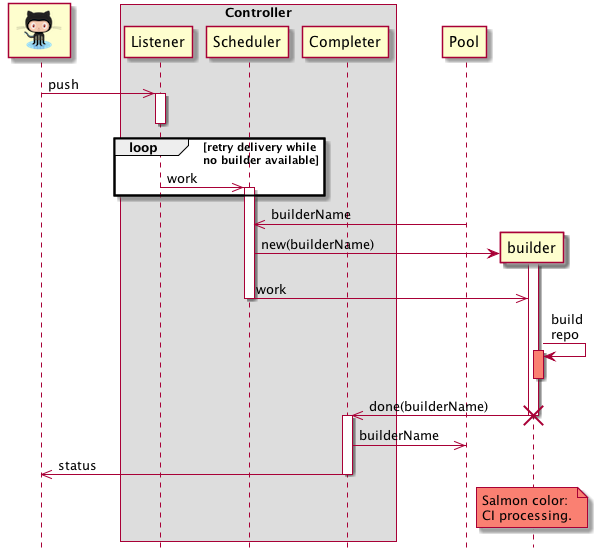 Controller
Listener
Scheduler
Completer
Pool
push
loop
[retry delivery while
no builder available]
work
builderName
new(builderName)
builder
work
build
repo
done(builderName)
builderName
status
Salmon color:
CI processing.